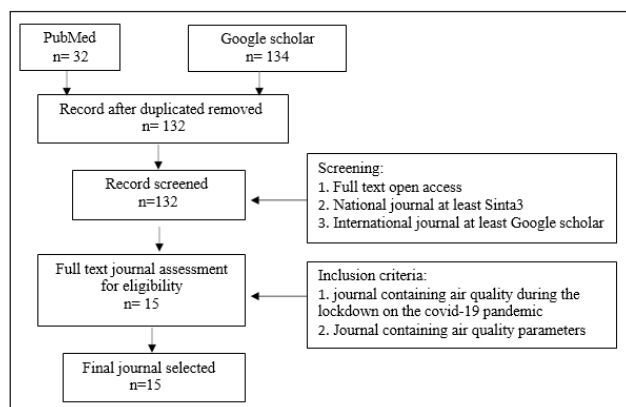 PubMed
n= 32
Google scholar
n= 134
Record after duplicated removed
n= 132
Record screened
n=132
Screening:
1. Full text open access
2. National journal at least Sinta3
3. International journal at least Google scholar
Full text journal assessment
for eligibility
n= 15
Inclusion criteria:
1. journal containing air quality during the
lockdown on the covid-19 pandemic
2. Journal containing air quality parameters
Final journal selected
n=15